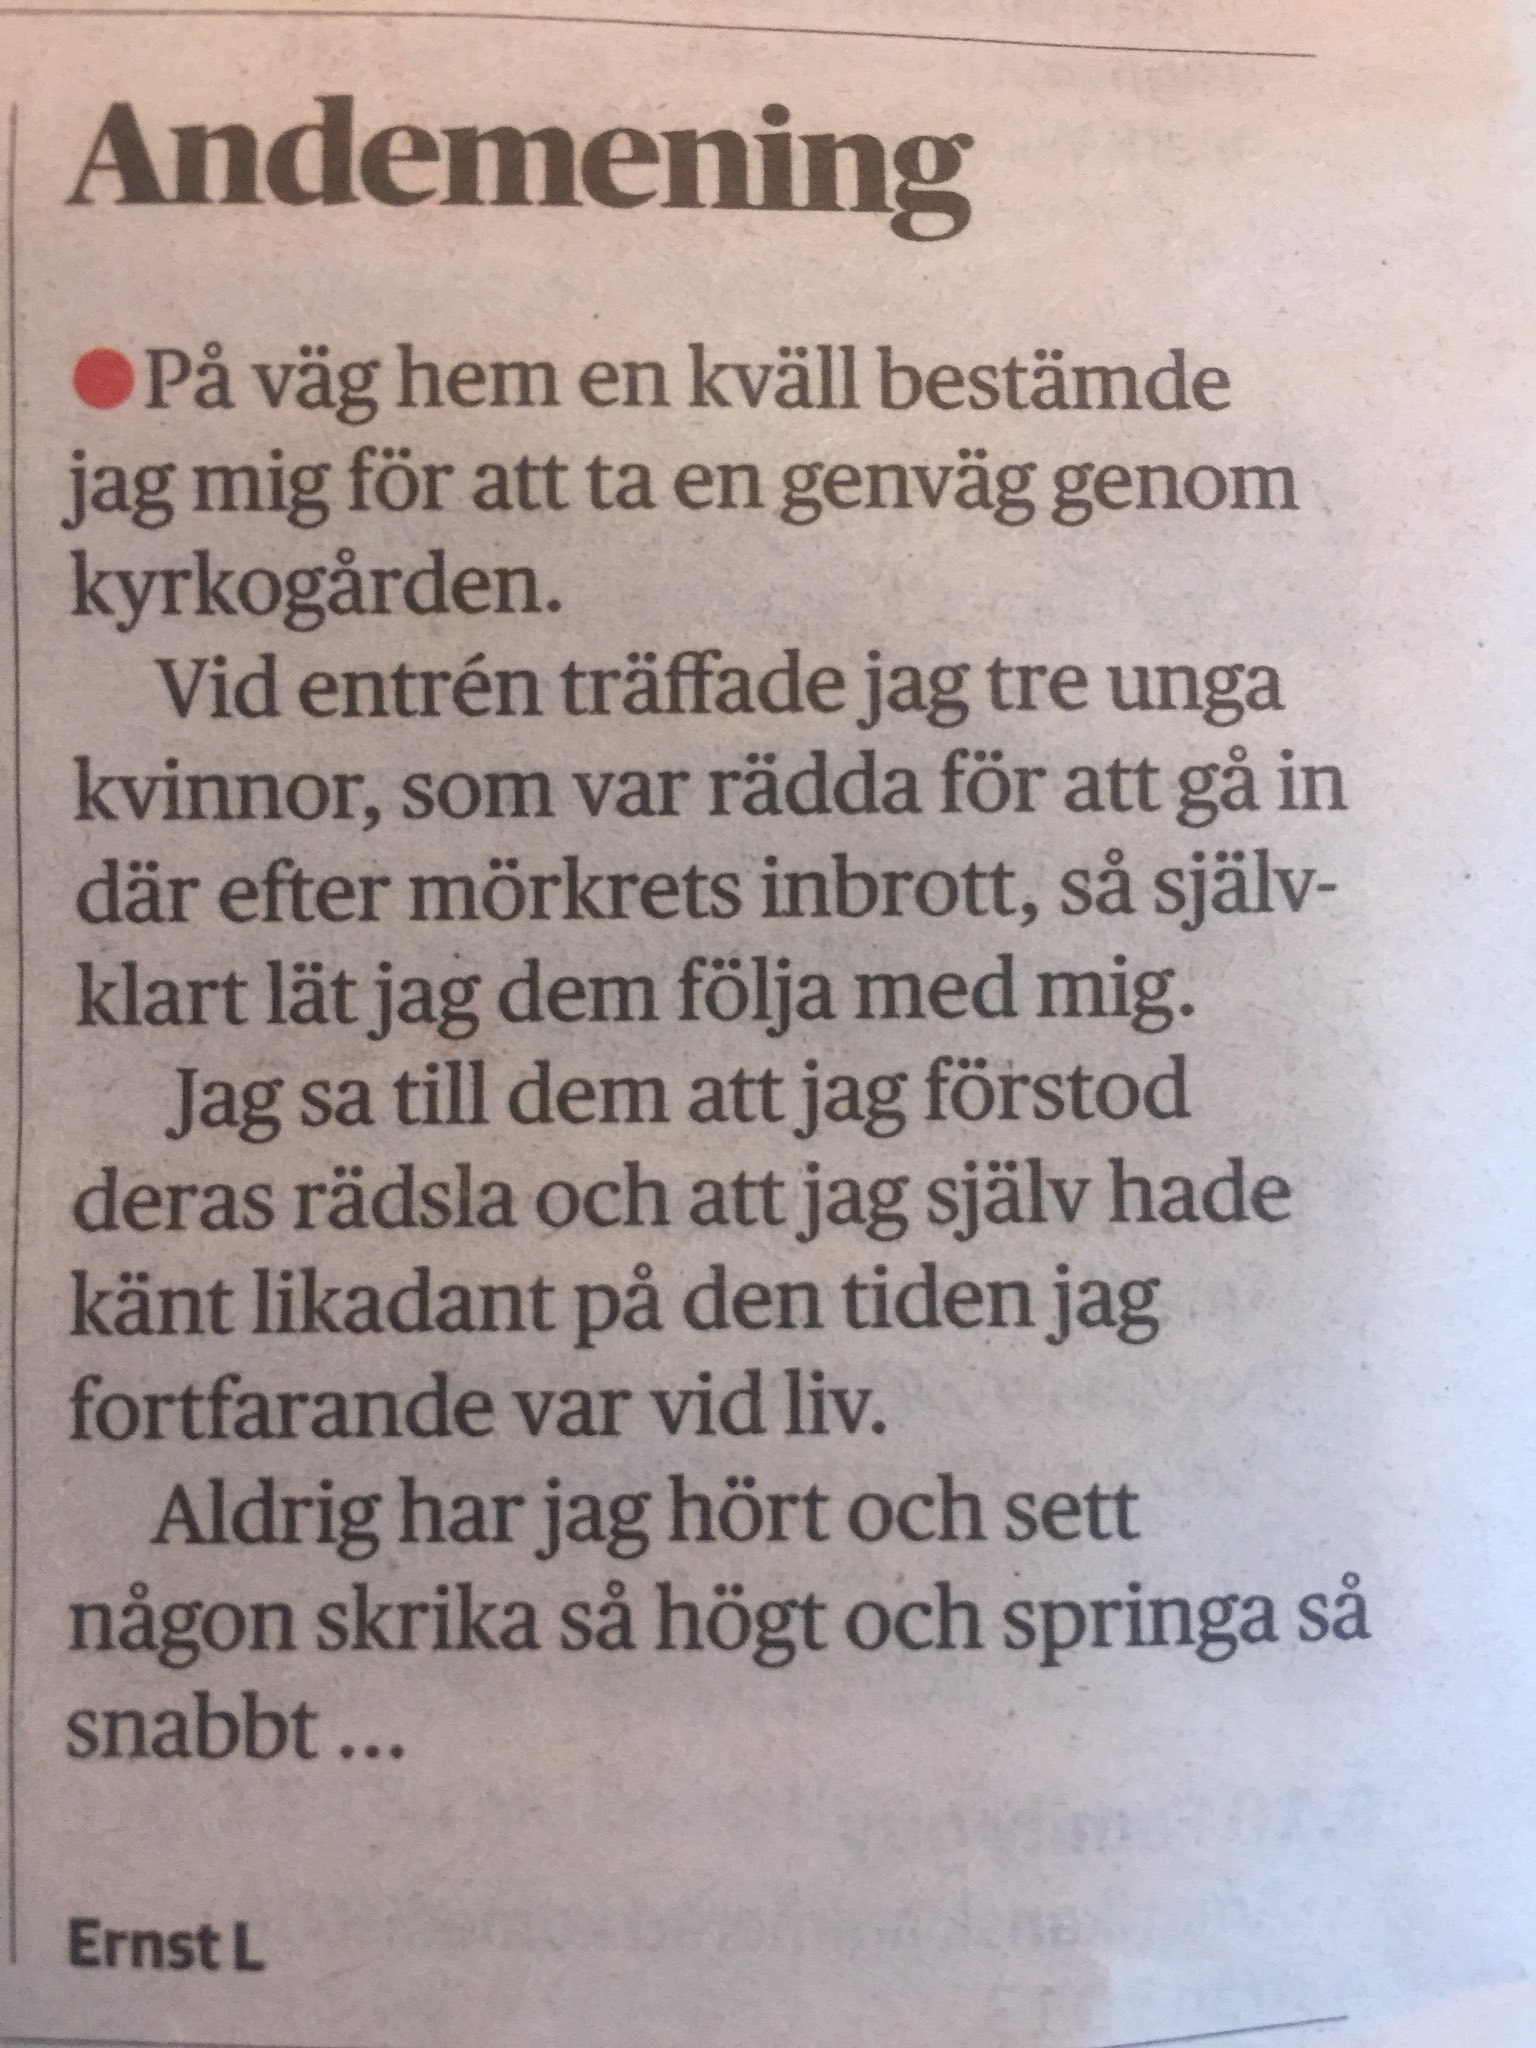 Andemening
● På väg hem en kväll bestämde
jag mig för att ta en genväg genom
kyrkogården.
Vid entrén träffade jag tre unga
kvinnor, som var rädda för att gå in
där efter mörkrets inbrott, så själv-
klart lät jag dem följa med mig.
Jag sa till dem att jag förstod
deras rädsla och att jag själv hade
känt likadant på den tiden jag
fortfarande var vid liv.
Aldrig har jag hört och sett
någon skrika så högt och springa så
snabbt ...
Ernst L